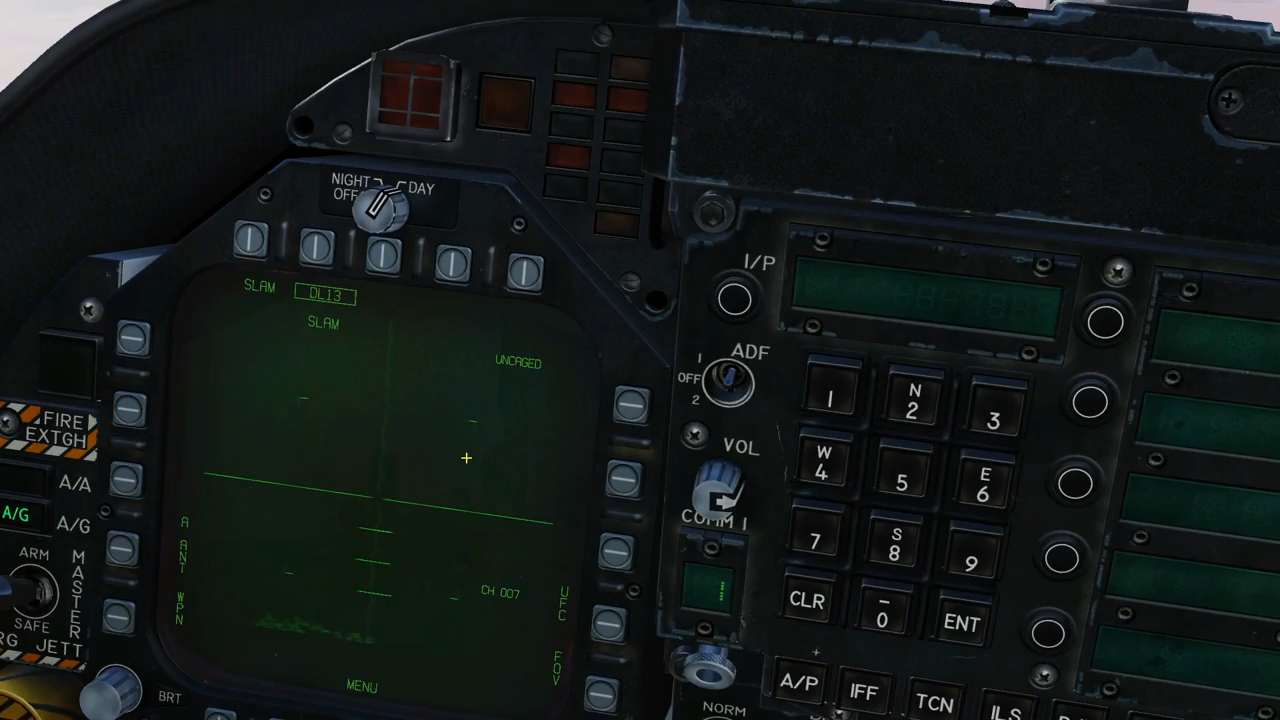 NIGHT DAY
OFF
SLAM DL13
SLAM
UNCAGED
A
ANT
WPN
CH 007
UFC
FOV
MENU
FIRE
EXTGH
A/A
A/G A/G
ARM
SAFE
MASTER
JETT
BRT
I/P
ADF
1
OFF
2
VOL
COMM 1
1
N
2
3
W
4
5
E
6
7
S
8
9
CLR
−
0
ENT
A/P
IFF
TCN
ILS
NORM